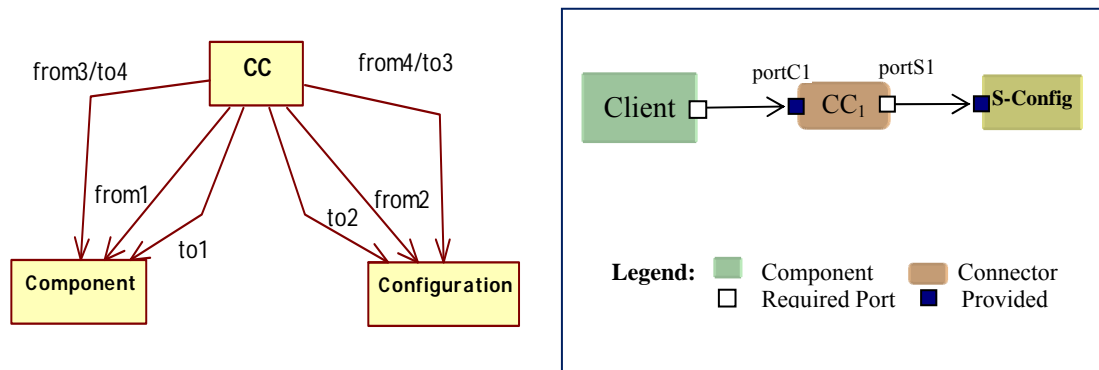 from3/to4
CC
from4/to3
from1
to1
to2
from2
Component
Configuration
portC1
portS1
Client
CC1
S-Config
Legend:
Component
Connector
Required Port
Provided